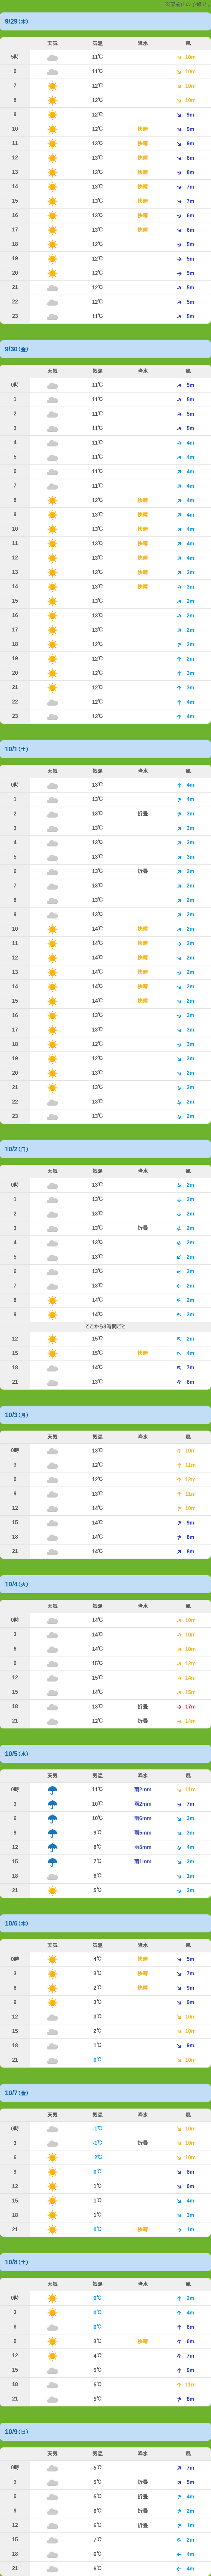 9/29(木)
天気 気温 降水 風
5時 11℃ 10m
6 11℃ 10m
7 12℃ 10m
8 12℃ 10m
9 12℃ 9m
10 12℃ 快晴 9m
11 13℃ 快晴 9m
12 13℃ 快晴 8m
13 13℃ 快晴 8m
14 13℃ 快晴 7m
15 13℃ 快晴 7m
16 13℃ 快晴 6m
17 13℃ 快晴 6m
18 12℃ 5m
19 12℃ 5m
20 12℃ 5m
21 12℃ 5m
22 12℃ 5m
23 11℃ 5m
9/30(金)
天気 気温 降水 風
0時 11℃ 5m
1 11℃ 5m
2 11℃ 5m
3 11℃ 5m
4 11℃ 4m
5 11℃ 4m
6 11℃ 4m
7 11℃ 4m
8 12℃ 快晴 4m
9 12℃ 快晴 4m
10 13℃ 快晴 4m
11 13℃ 快晴 4m
12 13℃ 快晴 4m
13 13℃ 快晴 3m
14 13℃ 快晴 3m
15 13℃ 2m
16 13℃ 2m
17 13℃ 2m
18 12℃ 2m
19 12℃ 2m
20 12℃ 3m
21 12℃ 3m
22 12℃ 4m
23 13℃ 4m
10/1(土)
天気 気温 降水 風
0時 13℃ 4m
1 13℃ 4m
2 13℃ 折曇 3m
3 13℃ 3m
4 13℃ 3m
5 13℃ 3m
6 13℃ 折曇 2m
7 13℃ 2m
8 13℃ 2m
9 13℃ 2m
10 14℃ 快晴 2m
11 14℃ 快晴 2m
12 14℃ 快晴 2m
13 14℃ 快晴 2m
14 14℃ 快晴 2m
15 14℃ 快晴 2m
16 13℃ 3m
17 13℃ 3m
18 13℃ 3m
19 12℃ 3m
20 13℃ 2m
21 13℃ 2m
22 13℃ 2m
23 13℃ 2m
10/2(日)
天気 気温 降水 風
0時 13℃ 2m
1 13℃ 2m
2 13℃ 2m
3 13℃ 折曇 2m
4 13℃ 2m
5 13℃ 2m
6 13℃ 2m
7 13℃ 2m
8 14℃ 2m
9 14℃ 3m
ここから3時間ごと
12 15℃ 2m
15 15℃ 快晴 4m
18 14℃ 7m
21 13℃ 8m
10/3(月)
天気 気温 降水 風
0時 13℃ 10m
3 12℃ 11m
6 12℃ 12m
9 13℃ 11m
12 14℃ 10m
15 14℃ 9m
18 14℃ 8m
21 14℃ 8m
10/4(火)
天気 気温 降水 風
0時 14℃ 10m
3 14℃ 10m
6 14℃ 10m
9 15℃ 12m
12 15℃ 14m
15 14℃ 15m
18 13℃ 折曇 17m
21 12℃ 折曇 14m
10/5(水)
天気 気温 降水 風
0時 11℃ 雨2mm 11m
3 10℃ 雨2mm 7m
6 10℃ 雨6mm 3m
9 9℃ 雨5mm 3m
12 8℃ 雨5mm 4m
15 7℃ 雨1mm 3m
18 6℃ 1m
21 5℃ 3m
10/6(木)
天気 気温 降水 風
0時 4℃ 快晴 5m
3 3℃ 快晴 7m
6 2℃ 快晴 9m
9 3℃ 9m
12 3℃ 10m
15 2℃ 10m
18 1℃ 9m
21 0℃ 10m
10/7(金)
天気 気温 降水 風
0時 -1℃ 10m
3 -1℃ 折曇 10m
6 -2℃ 10m
9 0℃ 8m
12 1℃ 6m
15 1℃ 4m
18 1℃ 3m
21 0℃ 快晴 1m
10/8(土)
天気 気温 降水 風
0時 0℃ 2m
3 0℃ 4m
6 0℃ 6m
9 3℃ 快晴 6m
12 4℃ 7m
15 5℃ 9m
18 5℃ 11m
21 5℃ 8m
10/9(日)
天気 気温 降水 風
0時 5℃ 7m
3 5℃ 折曇 5m
6 5℃ 折曇 4m
9 6℃ 折曇 2m
12 6℃ 折曇 1m
15 7℃ 2m
18 6℃ 4m
21 6℃ 4m